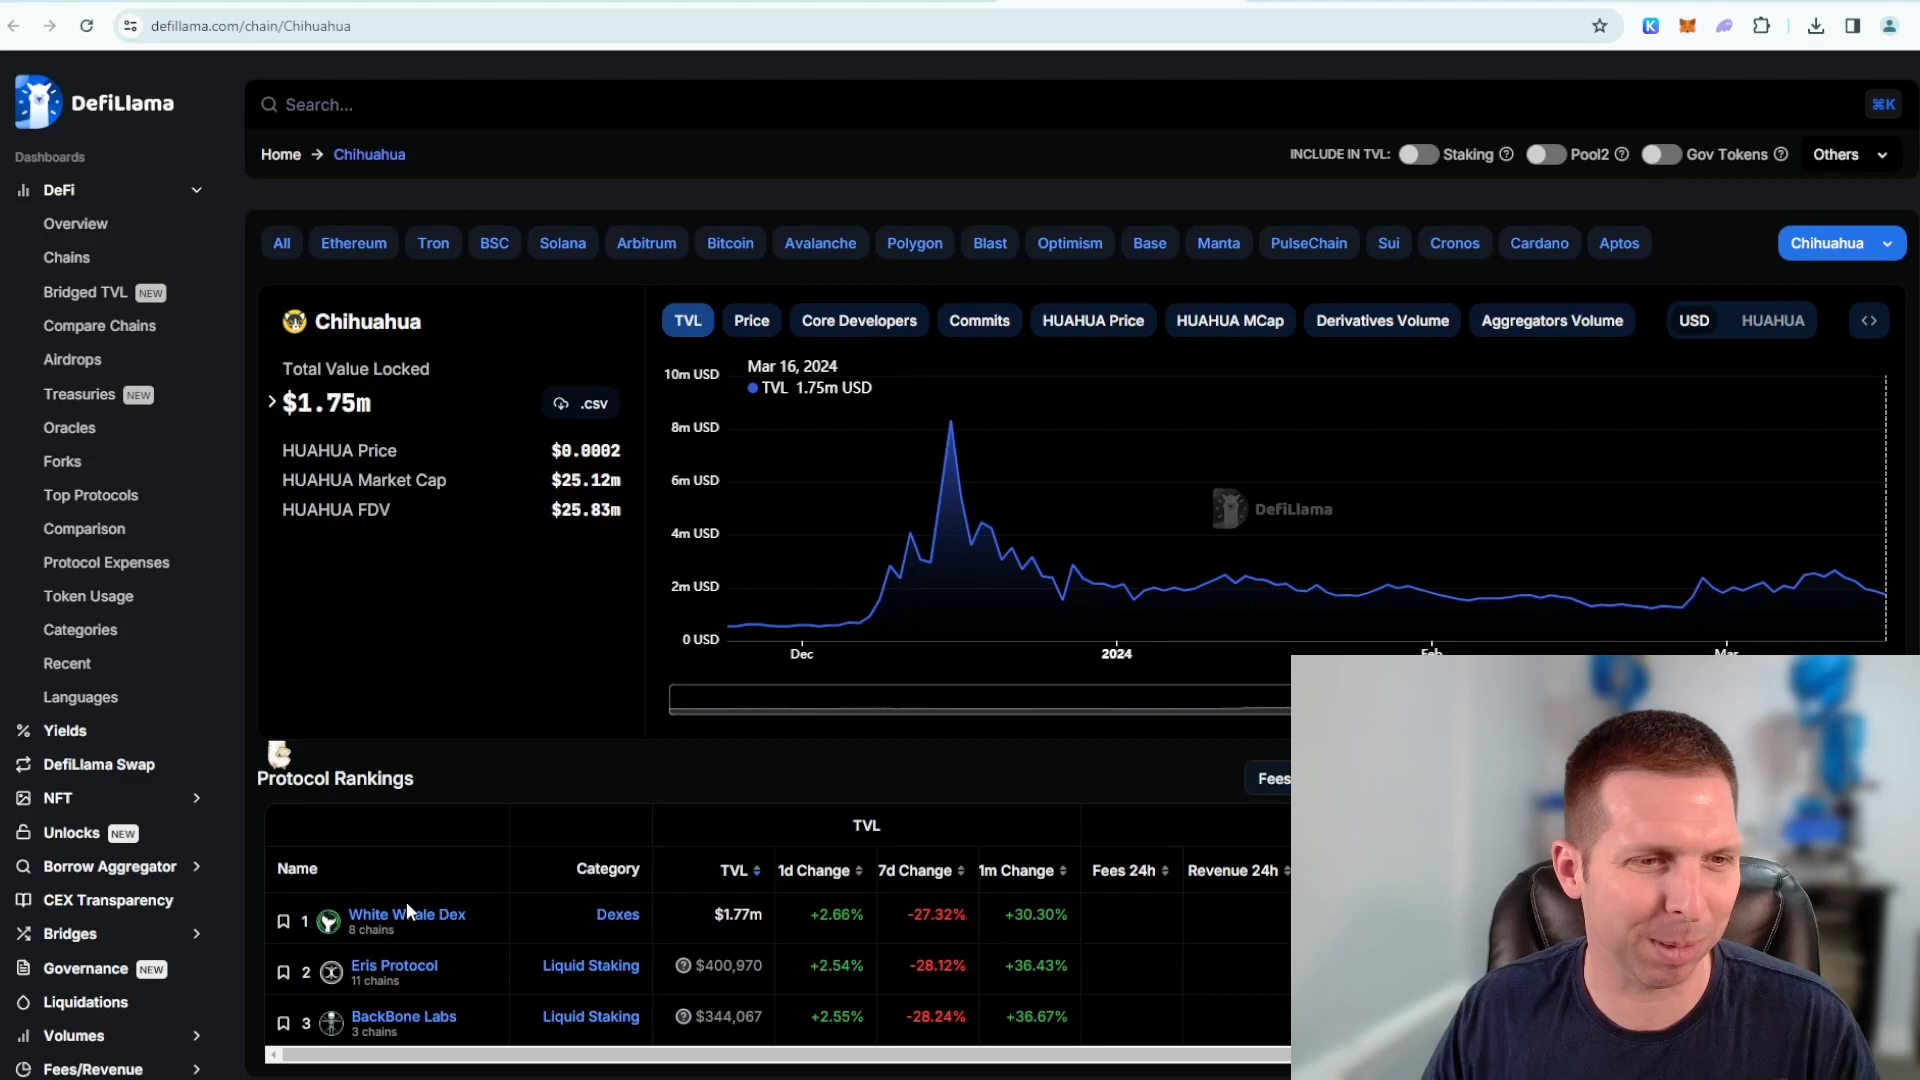 defillama.com/chain/Chihuahua
K
DefiLlama
Search...
⌘K
Home → Chihuahua
INCLUDE IN TVL: Staking Pool2 Gov Tokens Others
Dashboards
DeFi
Overview
Chains
Bridged TVL NEW
Compare Chains
Airdrops
Treasuries NEW
Oracles
Forks
Top Protocols
Comparison
Protocol Expenses
Token Usage
Categories
Recent
Languages
Yields
DefiLlama Swap
NFT
Unlocks NEW
Borrow Aggregator
CEX Transparency
Bridges
Governance NEW
Liquidations
Volumes
Fees/Revenue
All Ethereum Tron BSC Solana Arbitrum Bitcoin Avalanche Polygon Blast Optimism Base Manta PulseChain Sui Cronos Cardano Aptos Chihuahua
Chihuahua
Total Value Locked
$1.75m .csv
HUAHUA Price $0.0002
HUAHUA Market Cap $25.12m
HUAHUA FDV $25.83m
TVL Price Core Developers Commits HUAHUA Price HUAHUA MCap Derivatives Volume Aggregators Volume USD HUAHUA <>
Mar 16, 2024
TVL 1.75m USD
10m USD
8m USD
6m USD
4m USD
2m USD
0 USD
DefiLlama
Dec 2024 Feb Mar
Protocol Rankings Fees
TVL
Name Category TVL 1d Change 7d Change 1m Change Fees 24h Revenue 24h
1 White Whale Dex Dexes $1.77m +2.66% -27.32% +30.30%
8 chains
2 Eris Protocol Liquid Staking $400,970 +2.54% -28.12% +36.43%
11 chains
3 BackBone Labs Liquid Staking $344,067 +2.55% -28.24% +36.67%
3 chains